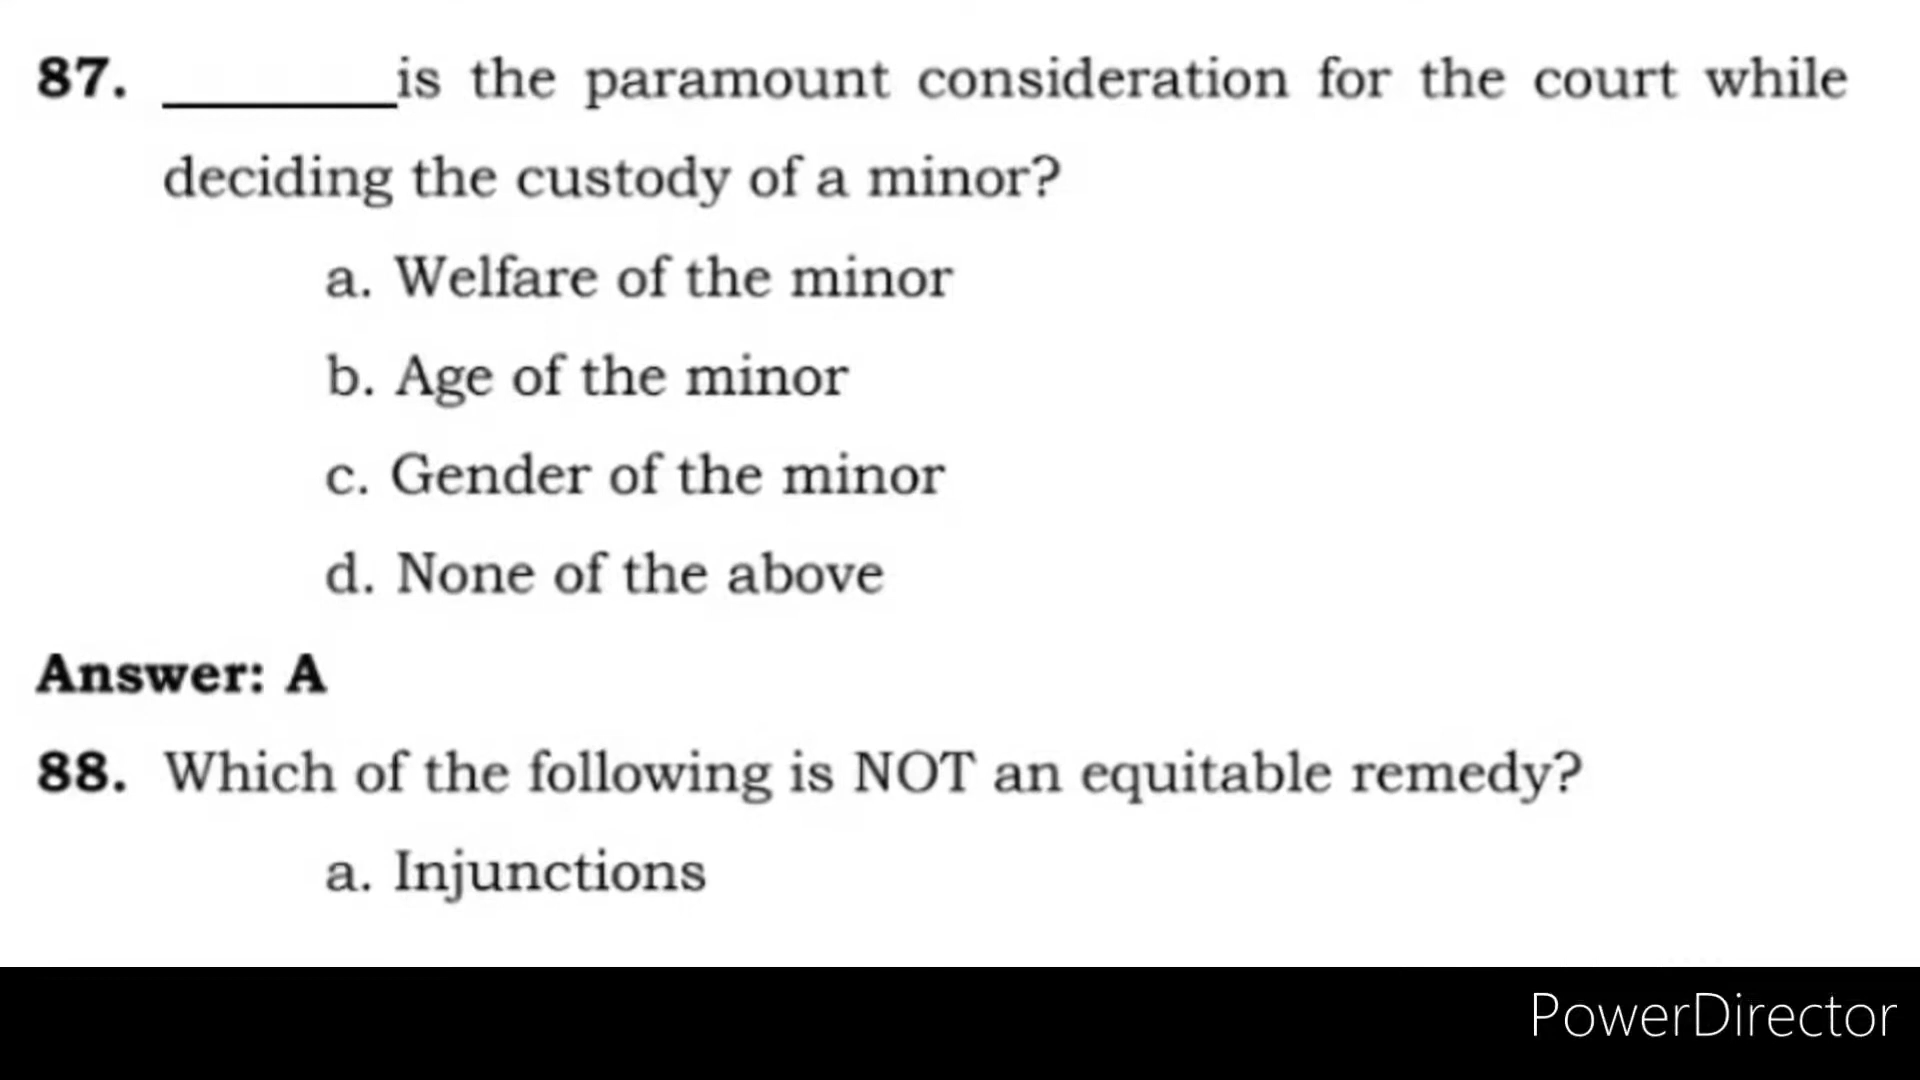 87. ________is the paramount consideration for the court while
deciding the custody of a minor?
a. Welfare of the minor
b. Age of the minor
c. Gender of the minor
d. None of the above
Answer: A
88. Which of the following is NOT an equitable remedy?
a. Injunctions
PowerDirector